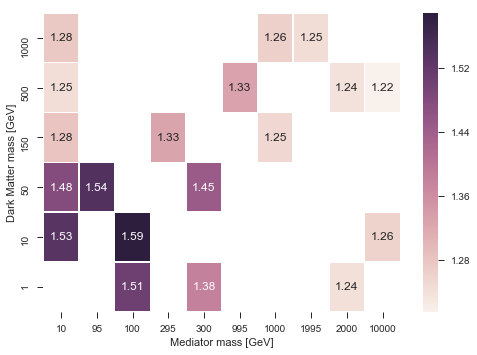 1000 1.28 1.26 1.25
500 1.25 1.33 1.24 1.22
150 1.28 1.33 1.25
50 1.48 1.54 1.45
10 1.53 1.59 1.26
1 1.51 1.38 1.24
10 95 100 295 300 995 1000 1995 2000 10000
Mediator mass [GeV]
Dark Matter mass [GeV]
1.52
1.44
1.36
1.28